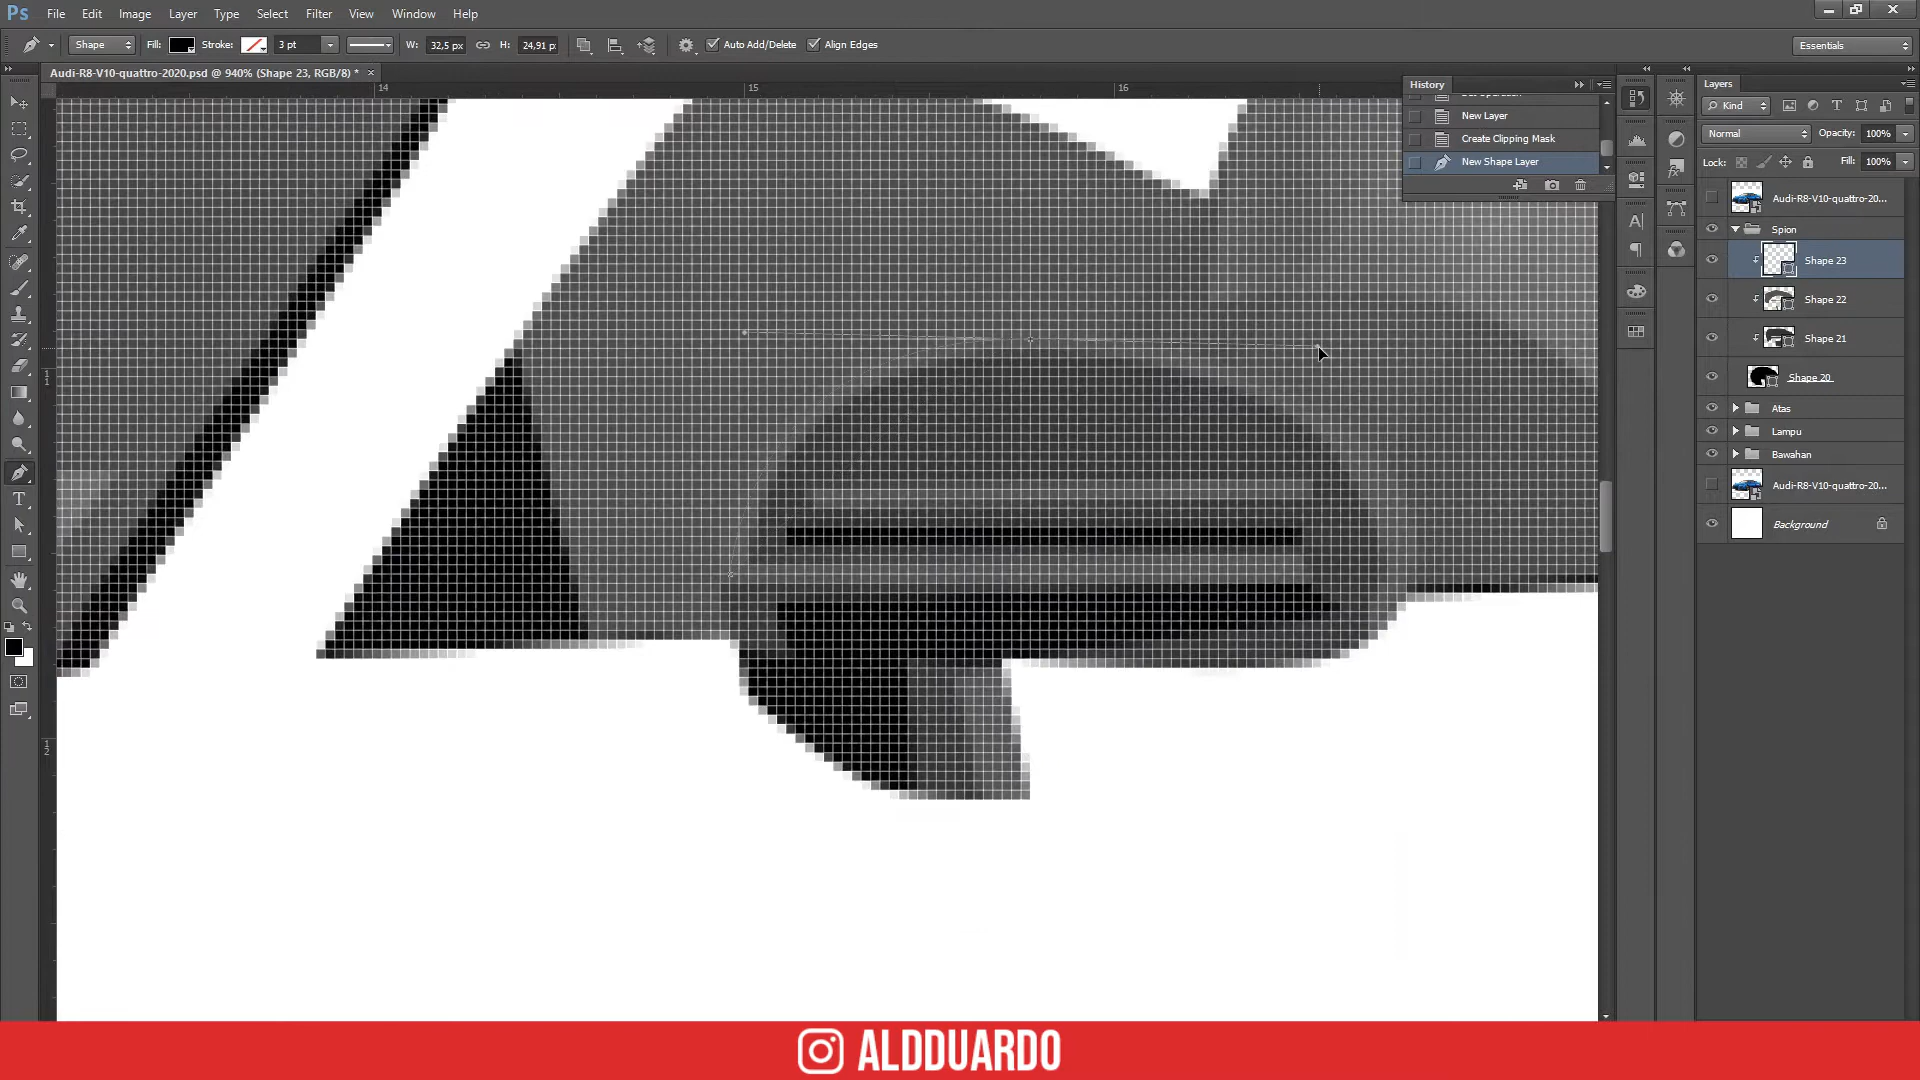 Ps File Edit Image Layer Type Select Filter View Window Help
Shape Fill: Stroke: 3 pt W: 32,5 px H: 24,91 p Auto Add/Delete Align Edges Essentials
Audi-R8-V10-quattro-2020.psd @ 940% (Shape 23, RGB/8) * ×
14 15 16
11
12
History
New Layer
Create Clipping Mask
New Shape Layer
Layers
Kind
Normal Opacity: 100%
Lock: Fill: 100%
Audi-R8-V10-quattro-20...
Spion
Shape 23
Shape 22
Shape 21
Shape 20
Atas
Lampu
Bawahan
Audi-R8-V10-quattro-20...
Background
ALDDUARDO